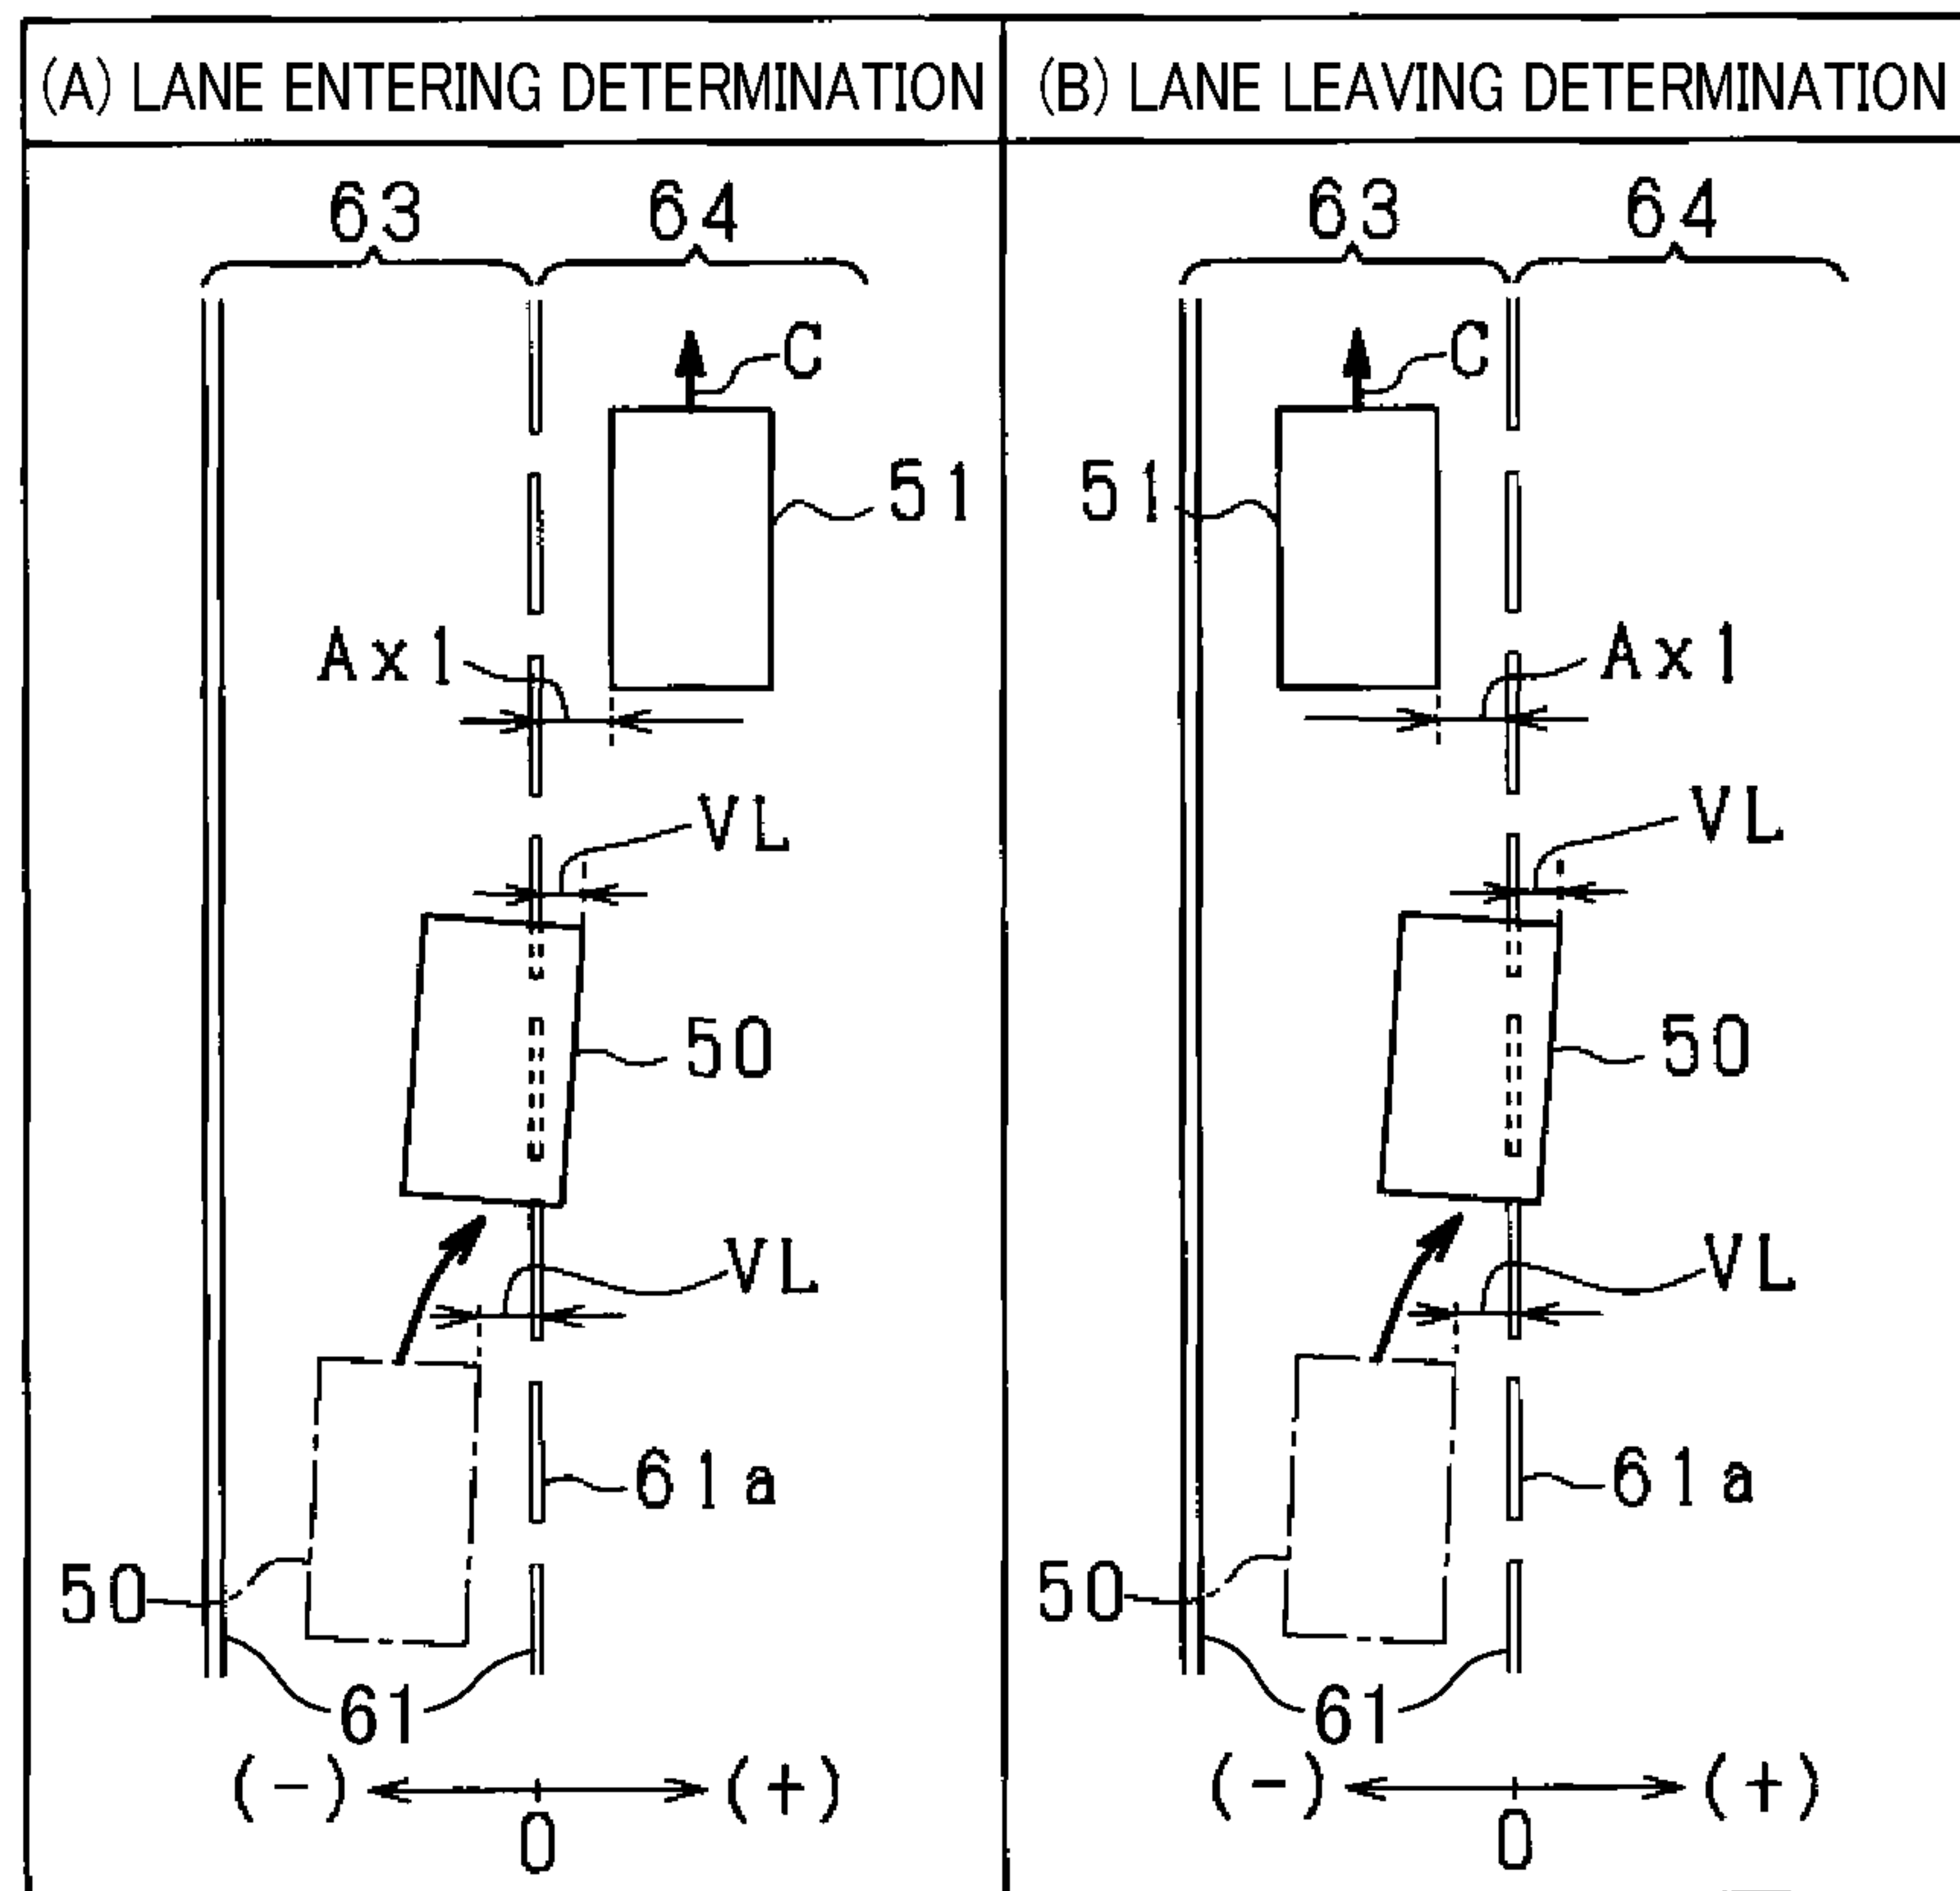 (A) LANE ENTERING DETERMINATION
63 64
C
51
Ax1
VL
50
VL
61a
50
61
(-) (+)
0
(B) LANE LEAVING DETERMINATION
63 64
C
51
Ax1
VL
50
VL
61a
50
61
(-) (+)
0